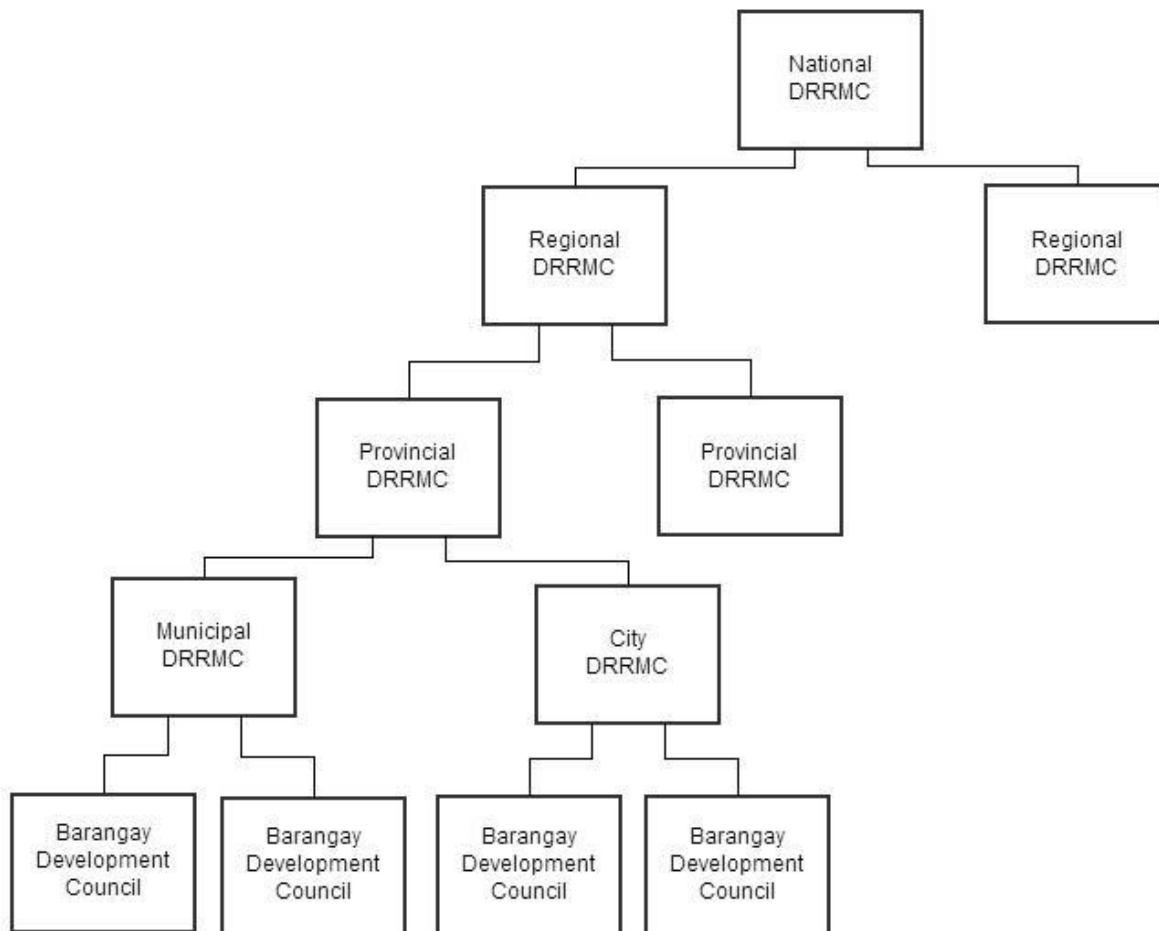 National
DRRMC
Regional
DRRMC
Regional
DRRMC
Provincial
DRRMC
Provincial
DRRMC
Municipal
DRRMC
City
DRRMC
Barangay
Development
Council
Barangay
Development
Council
Barangay
Development
Council
Barangay
Development
Council